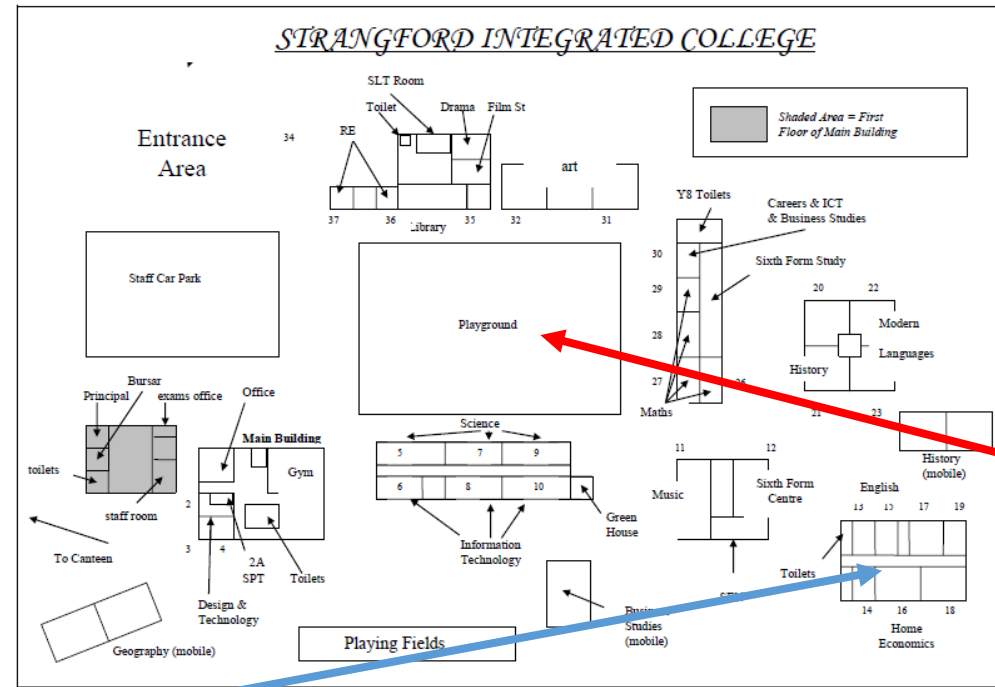 STRANGFORD INTEGRATED COLLEGE
SLT Room
Toilet
Drama
Film St
RE
Entrance
Area
34
Shaded Area = First
Floor of Main Building
art
37
36
35
32
31
Library
Y8 Toilets
Careers & ICT
& Business Studies
Sixth Form Study
30
29
28
27
26
Maths
Staff Car Park
Playground
20
22
Modern
Languages
History
21
23
History
(mobile)
Bursar
Principal
exams office
Office
Main Building
Gym
toilets
staff room
2
3
4
2A
SPT
Toilets
To Canteen
Design &
Technology
Geography (mobile)
Science
5
7
9
6
8
10
Information
Technology
Green
House
11
12
Music
Sixth Form
Centre
English
13
15
17
19
Toilets
14
16
18
Home
Economics
Studies
(mobile)
Playing Fields